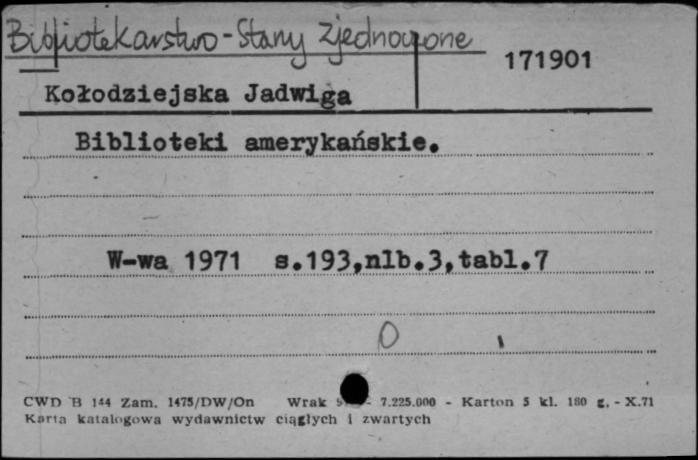 Bibliotekarstwo - Stany Zjednoczone
171901
Kołodziejska Jadwiga
Biblioteki amerykańskie.
W-wa 1971 s.193,nlb.3,tabl.7
0
CWD B 144 Zam. 1475/DW/On Wrak - 7.225.000 - Karton 5 kl. 180 g. - X.71
Karta katalogowa wydawnictw ciągłych i zwartych